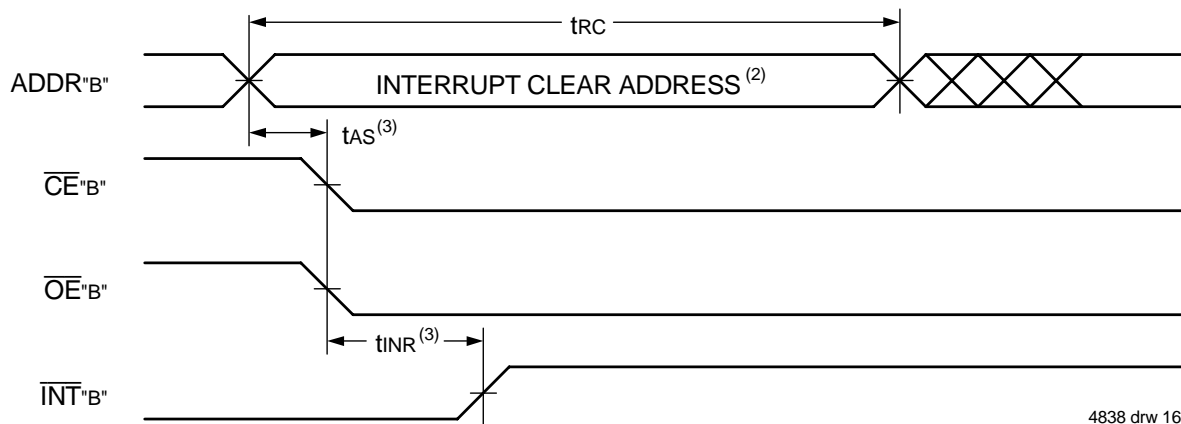 tRC
ADDR"B" INTERRUPT CLEAR ADDRESS (2)
tAS(3)
CE"B"
OE"B"
tINR(3)
INT"B"
4838 drw 16